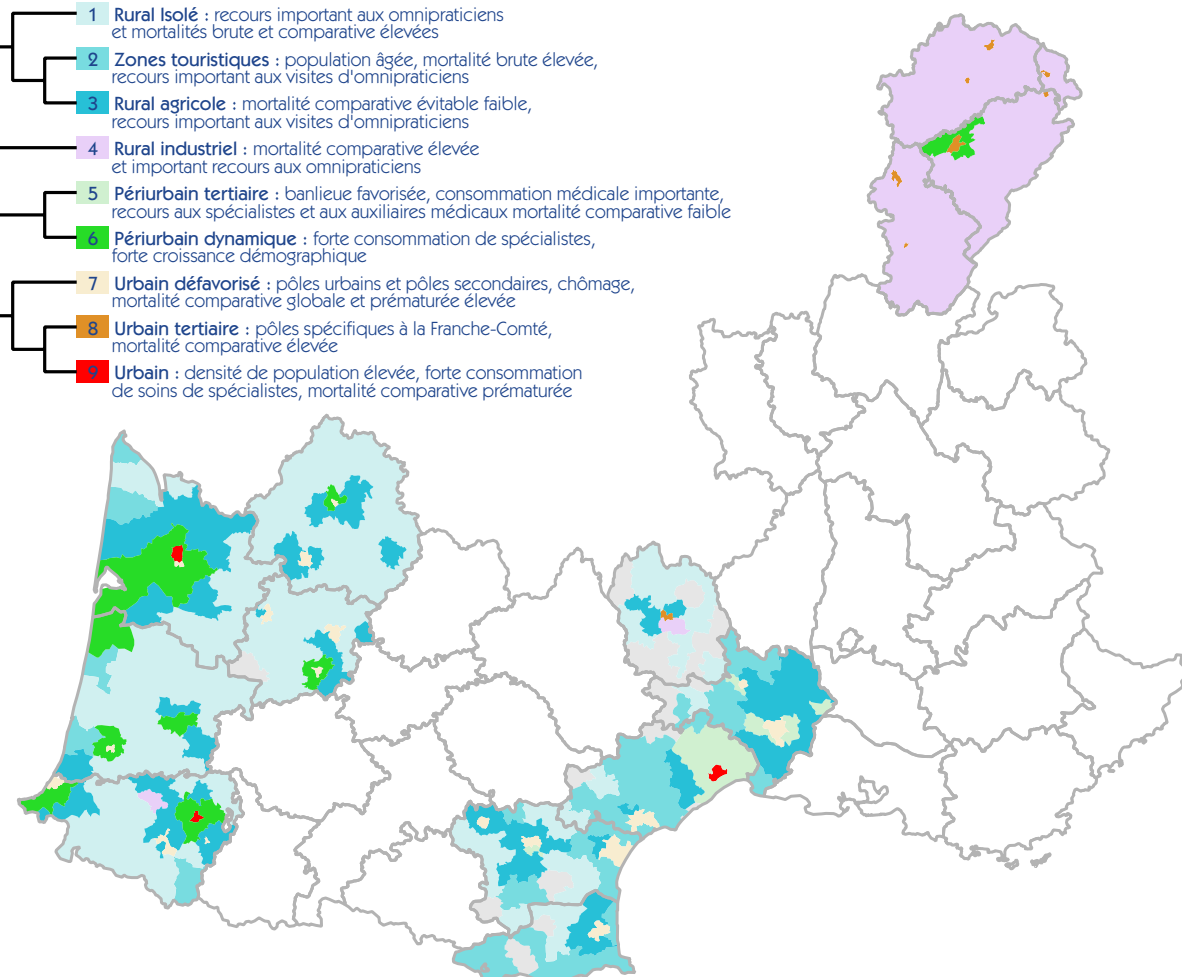 1 Rural Isolé : recours important aux omnipraticiens
et mortalités brute et comparative élevées
2 Zones touristiques : population âgée, mortalité brute élevée,
recours important aux visites d'omnipraticiens
3 Rural agricole : mortalité comparative évitable faible,
recours important aux visites d'omnipraticiens
4 Rural industriel : mortalité comparative élevée
et important recours aux omnipraticiens
5 Périurbain tertiaire : banlieue favorisée, consommation médicale importante,
recours aux spécialistes et aux auxiliaires médicaux mortalité comparative faible
6 Périurbain dynamique : forte consommation de spécialistes,
forte croissance démographique
7 Urbain défavorisé : pôles urbains et pôles secondaires, chômage,
mortalité comparative globale et prématurée élevée
8 Urbain tertiaire : pôles spécifiques à la Franche-Comté,
mortalité comparative élevée
9 Urbain : densité de population élevée, forte consommation
de soins de spécialistes, mortalité comparative prématurée